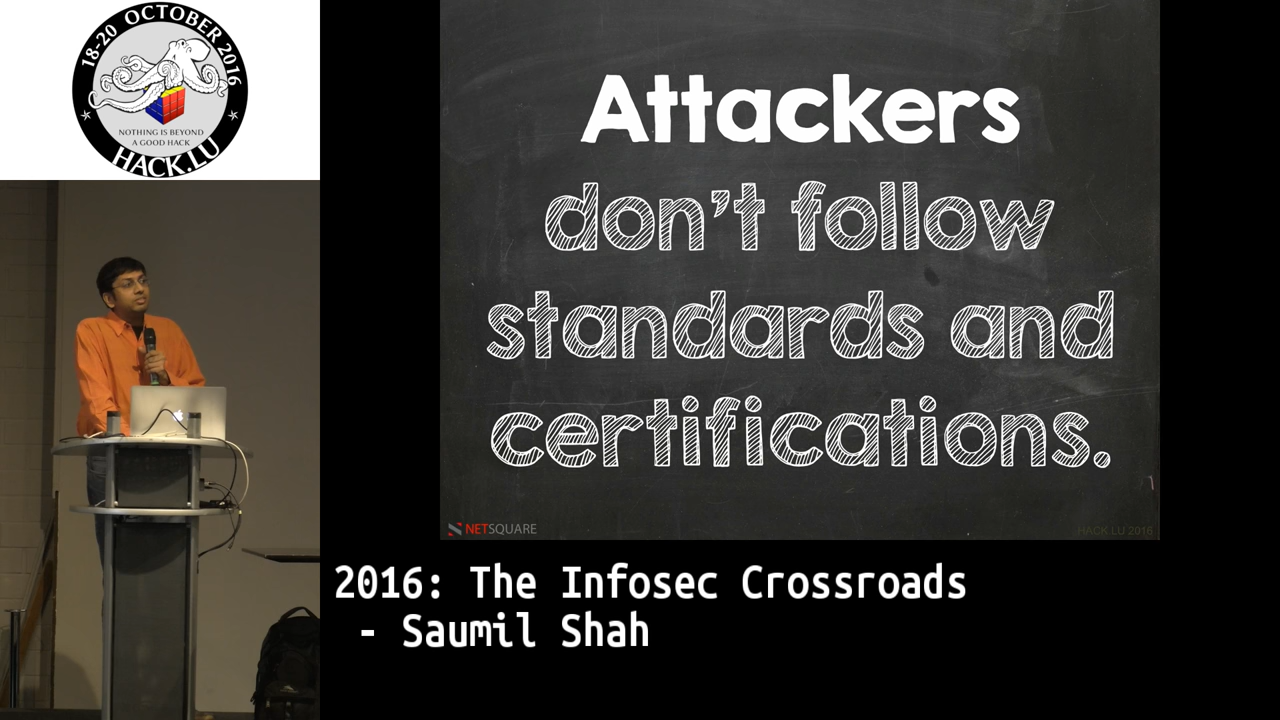 18-20 OCTOBER 2016
NOTHING IS BEYOND
A GOOD HACK
HACK.LU
Attackers
don't follow
standards and
certifications.
NETSQUARE
HACK LU 2016
2016: The Infosec Crossroads
- Saumil Shah